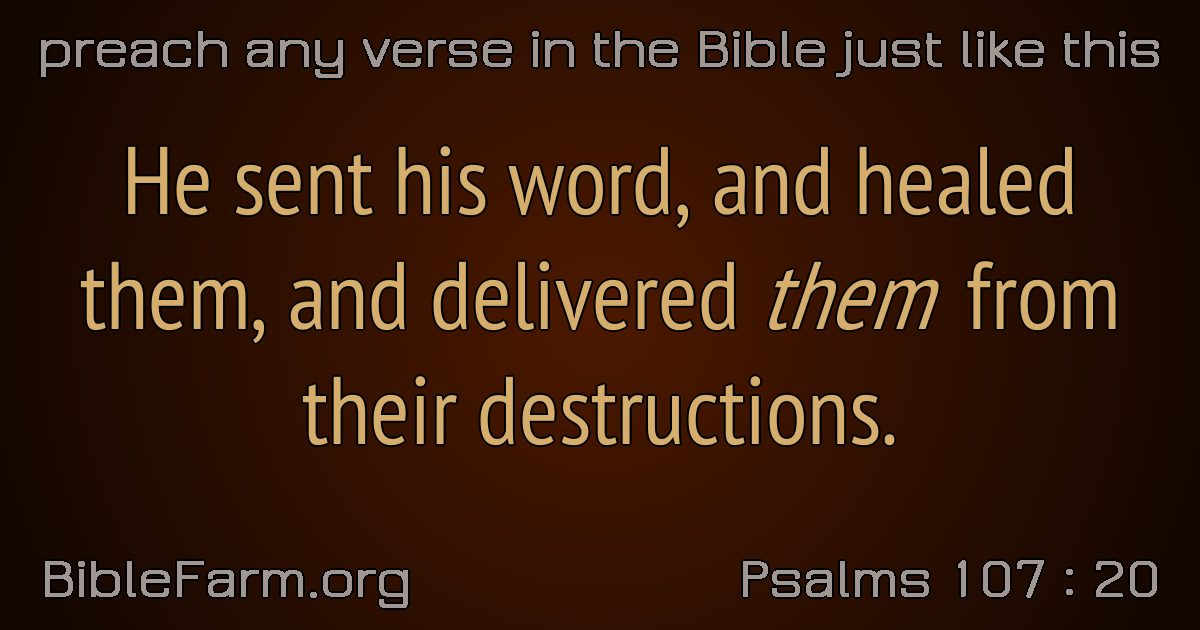 preach any verse in the Bible just like this
He sent his word, and healed
them, and delivered them from
their destructions.
BibleFarm.org
Psalms 107 : 20